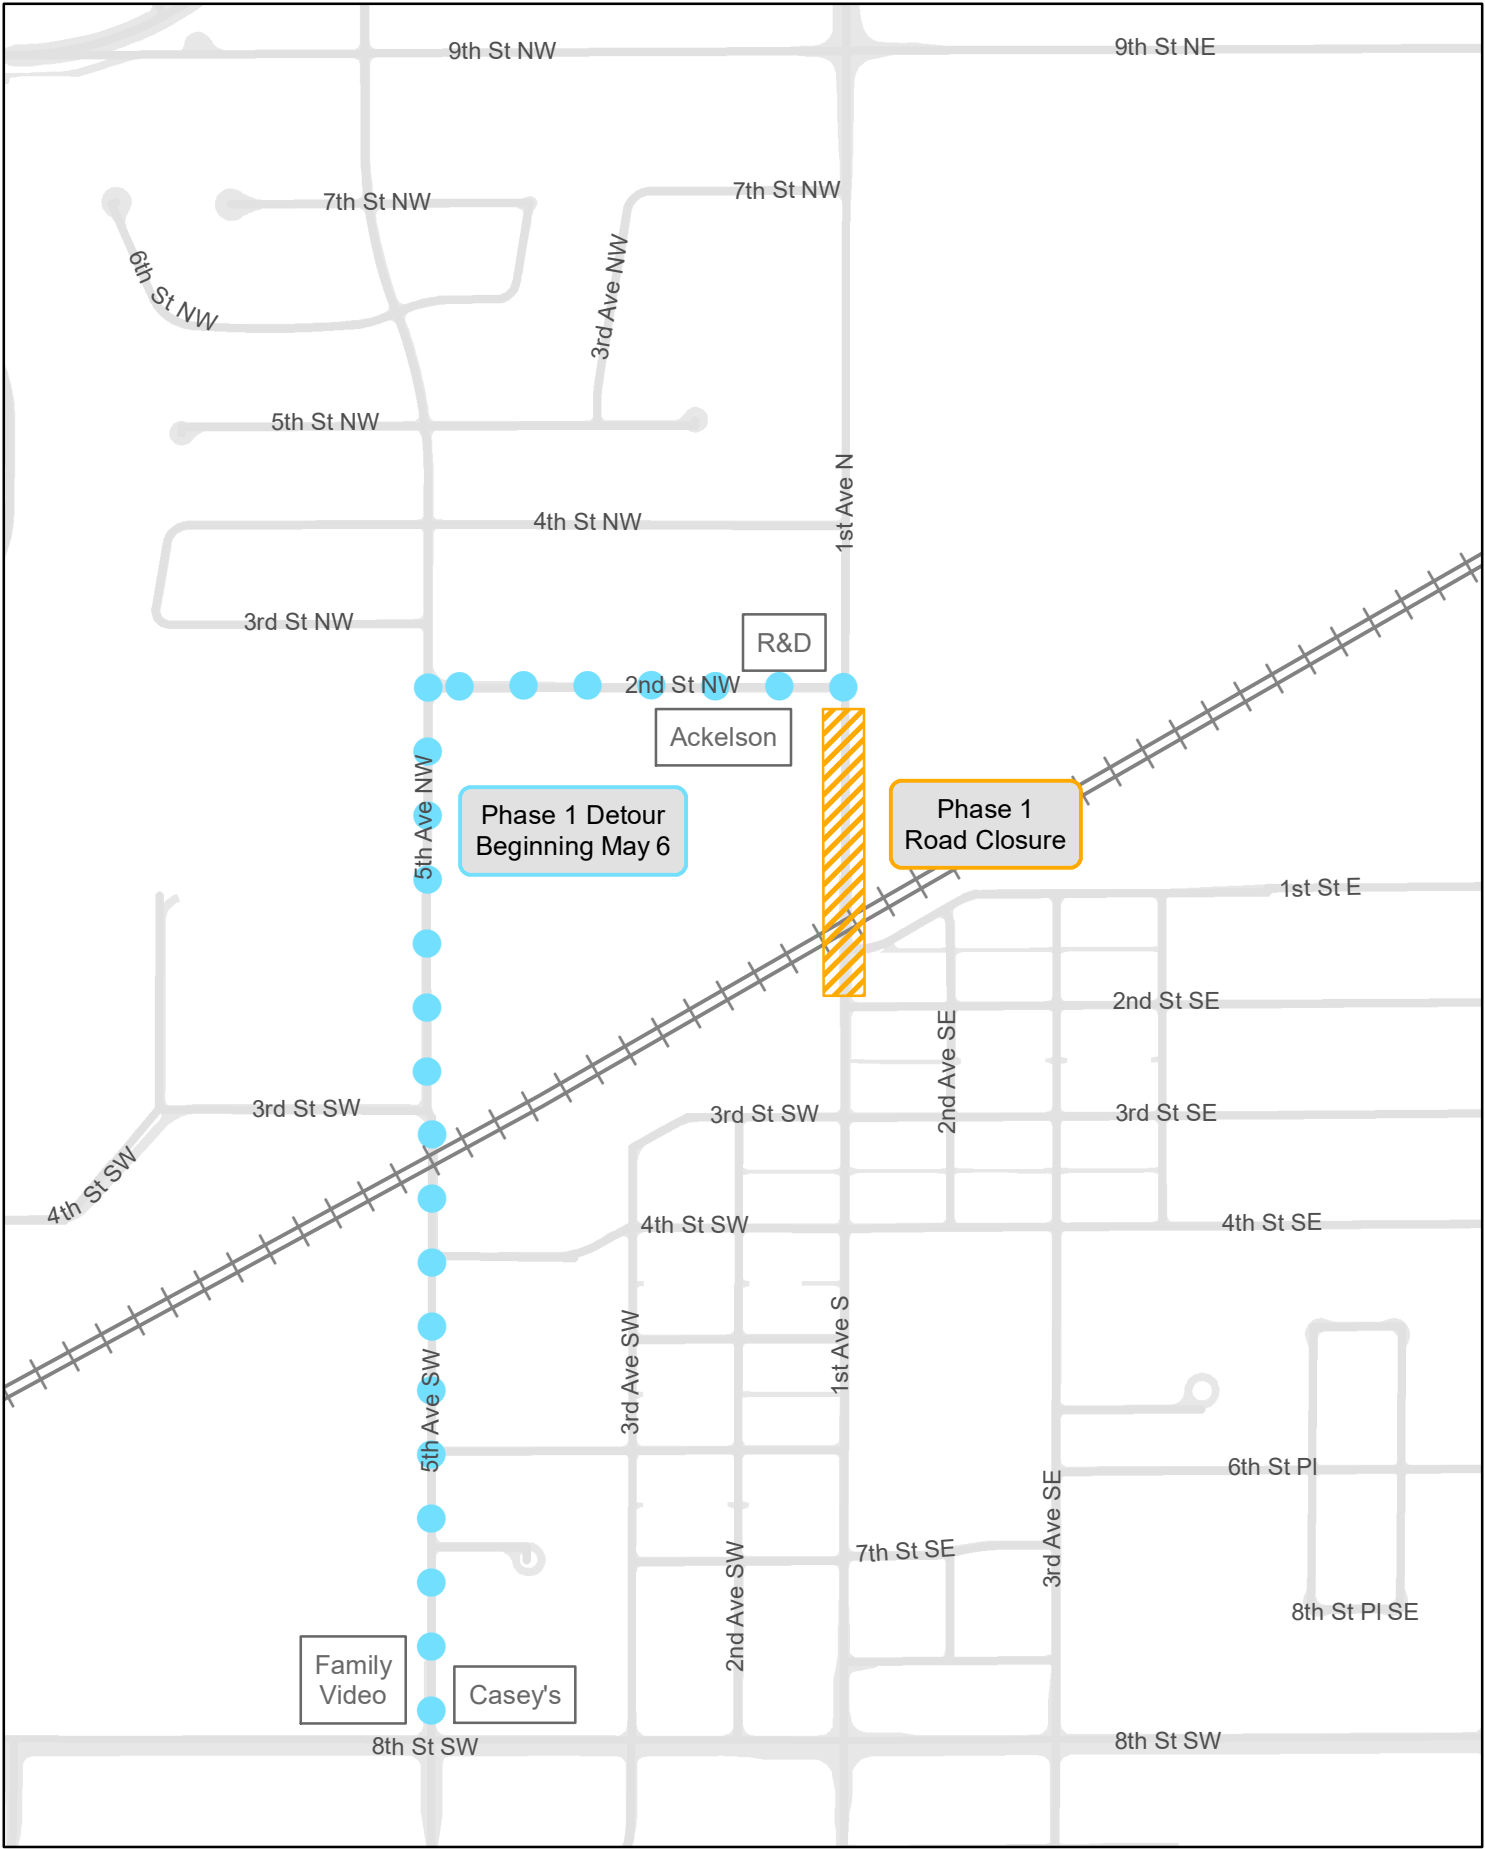 9th St NW
9th St NE
7th St NW
7th St NW
6th St NW
3rd Ave NW
5th St NW
1st Ave N
4th St NW
3rd St NW
R&D
2nd St NW
Ackelson
5th Ave NW
Phase 1 Detour
Beginning May 6
Phase 1
Road Closure
1st St E
2nd St SE
2nd Ave SE
3rd St SW
3rd St SW
3rd St SE
4th St SW
4th St SW
4th St SE
5th Ave SW
3rd Ave SW
1st Ave S
6th St Pl
3rd Ave SE
2nd Ave SW
7th St SE
8th St Pl SE
Family
Video
Casey's
8th St SW
8th St SW